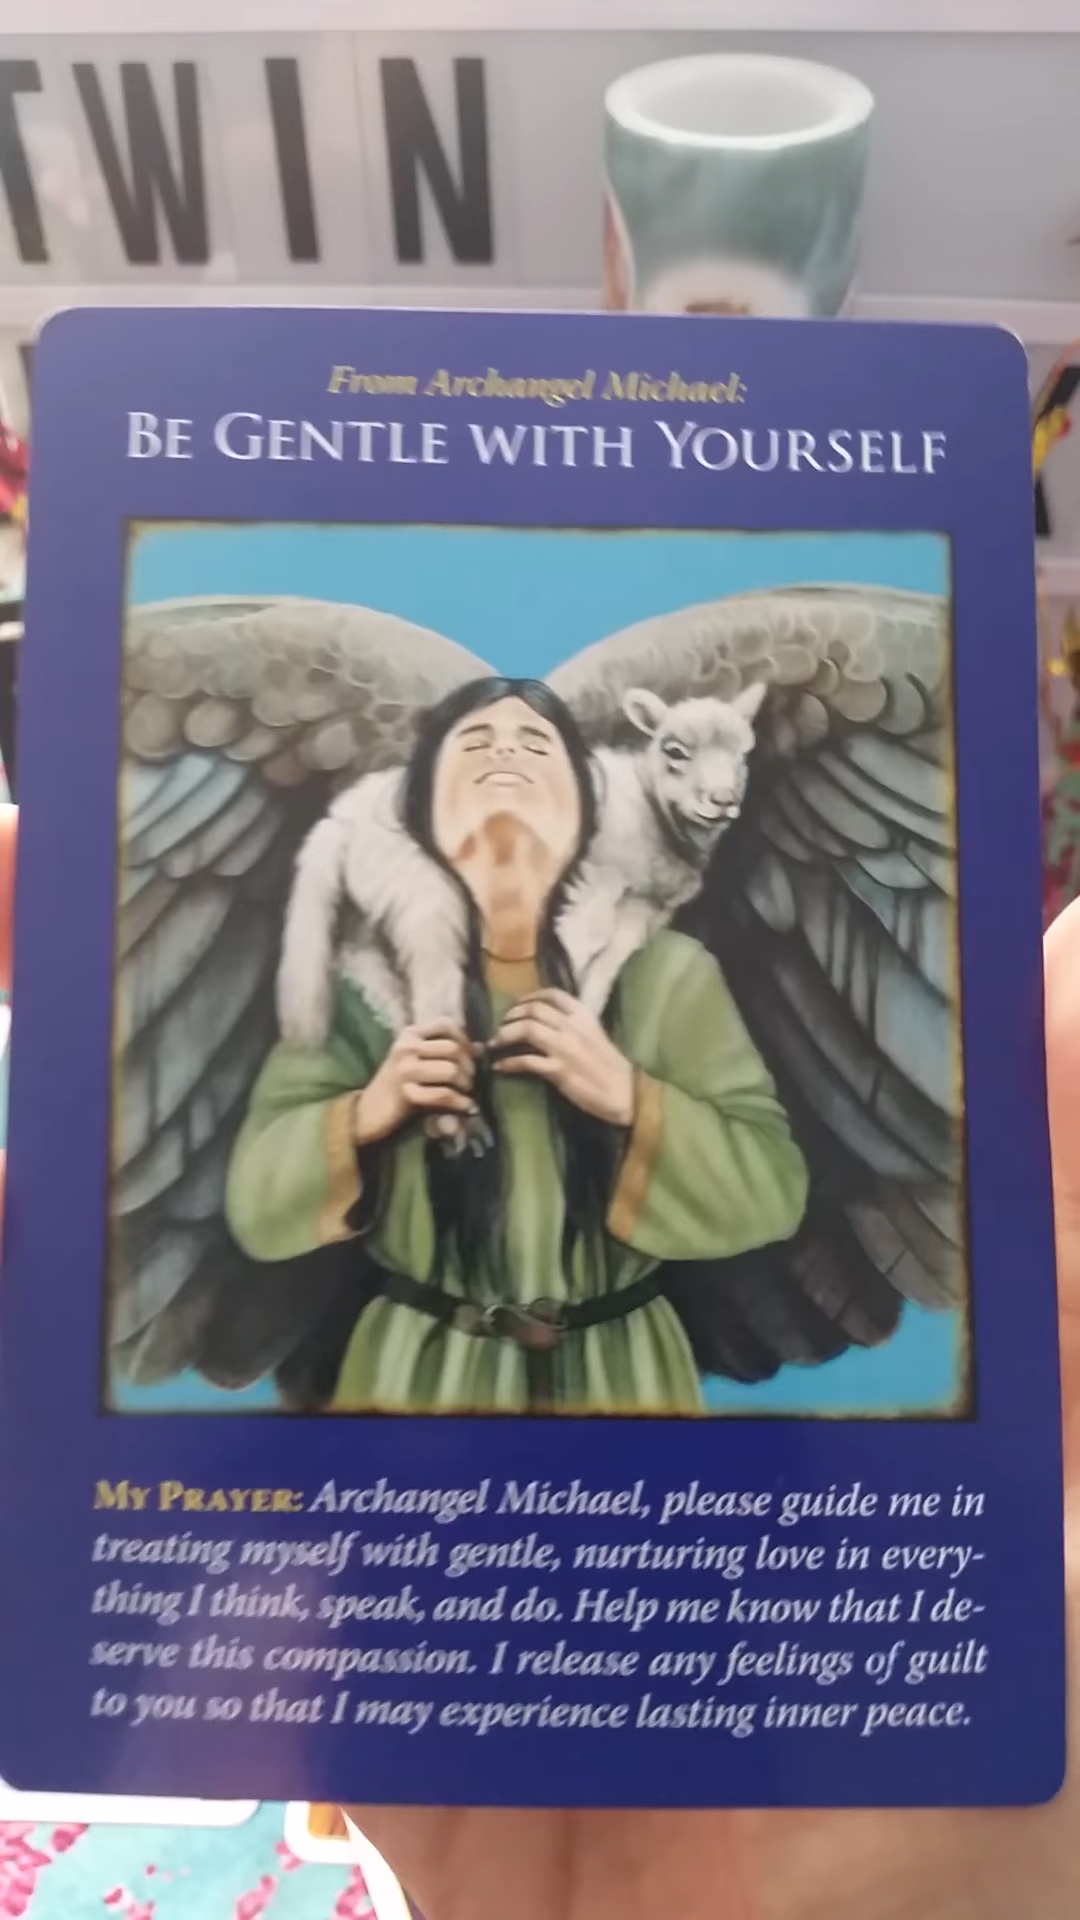 TWIN
From Archangel Michael:
BE GENTLE WITH YOURSELF
MY PRAYER: Archangel Michael, please guide me in
treating myself with gentle, nurturing love in every-
thing I think, speak, and do. Help me know that I de-
serve this compassion. I release any feelings of guilt
to you so that I may experience lasting inner peace.